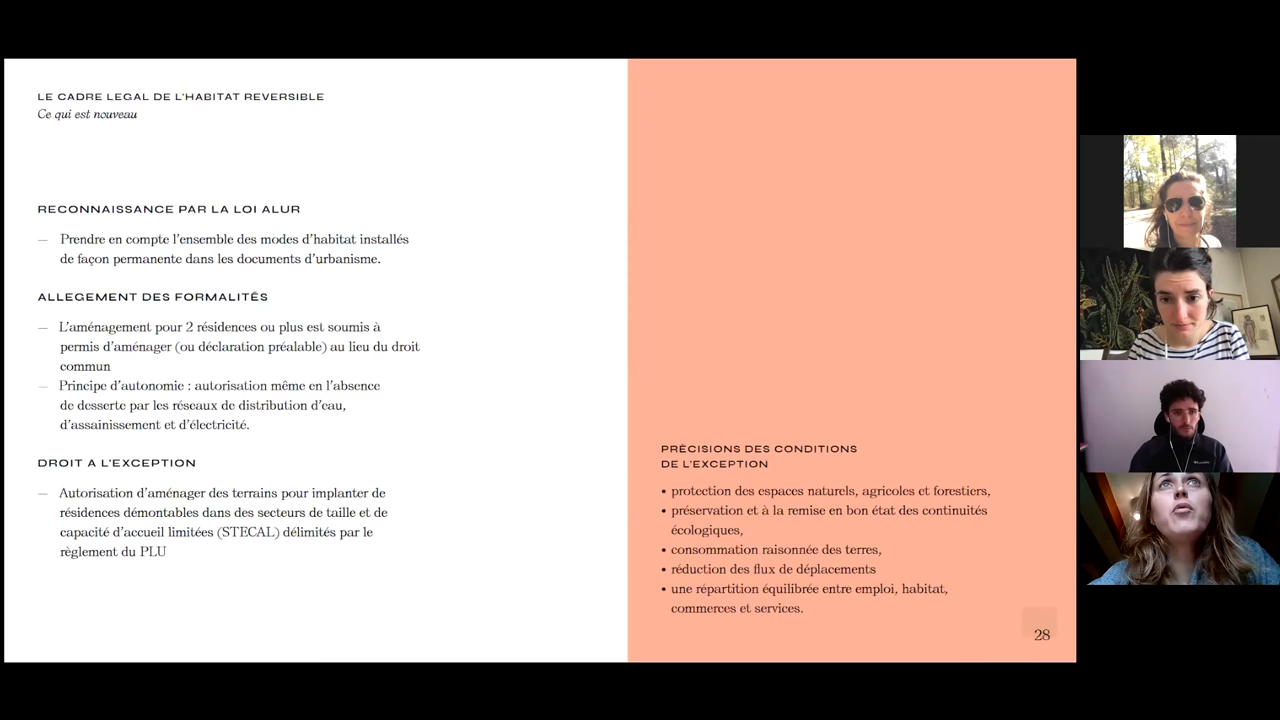 LE CADRE LEGAL DE L'HABITAT REVERSIBLE
Ce qui est nouveau
RECONNAISSANCE PAR LA LOI ALUR
— Prendre en compte l'ensemble des modes d'habitat installés
de façon permanente dans les documents d'urbanisme.
ALLEGEMENT DES FORMALITÉS
— L'aménagement pour 2 résidences ou plus est soumis à
permis d'aménager (ou déclaration préalable) au lieu du droit
commun
— Principe d'autonomie : autorisation même en l'absence
de desserte par les réseaux de distribution d'eau,
d'assainissement et d'électricité.
DROIT A L'EXCEPTION
— Autorisation d'aménager des terrains pour implanter de
résidences démontables dans des secteurs de taille et de
capacité d'accueil limitées (STECAL) délimités par le
règlement du PLU
PRÉCISIONS DES CONDITIONS
DE L'EXCEPTION
• protection des espaces naturels, agricoles et forestiers,
• préservation et à la remise en bon état des continuités
écologiques,
• consommation raisonnée des terres,
• réduction des flux de déplacements
• une répartition équilibrée entre emploi, habitat,
commerces et services.
28